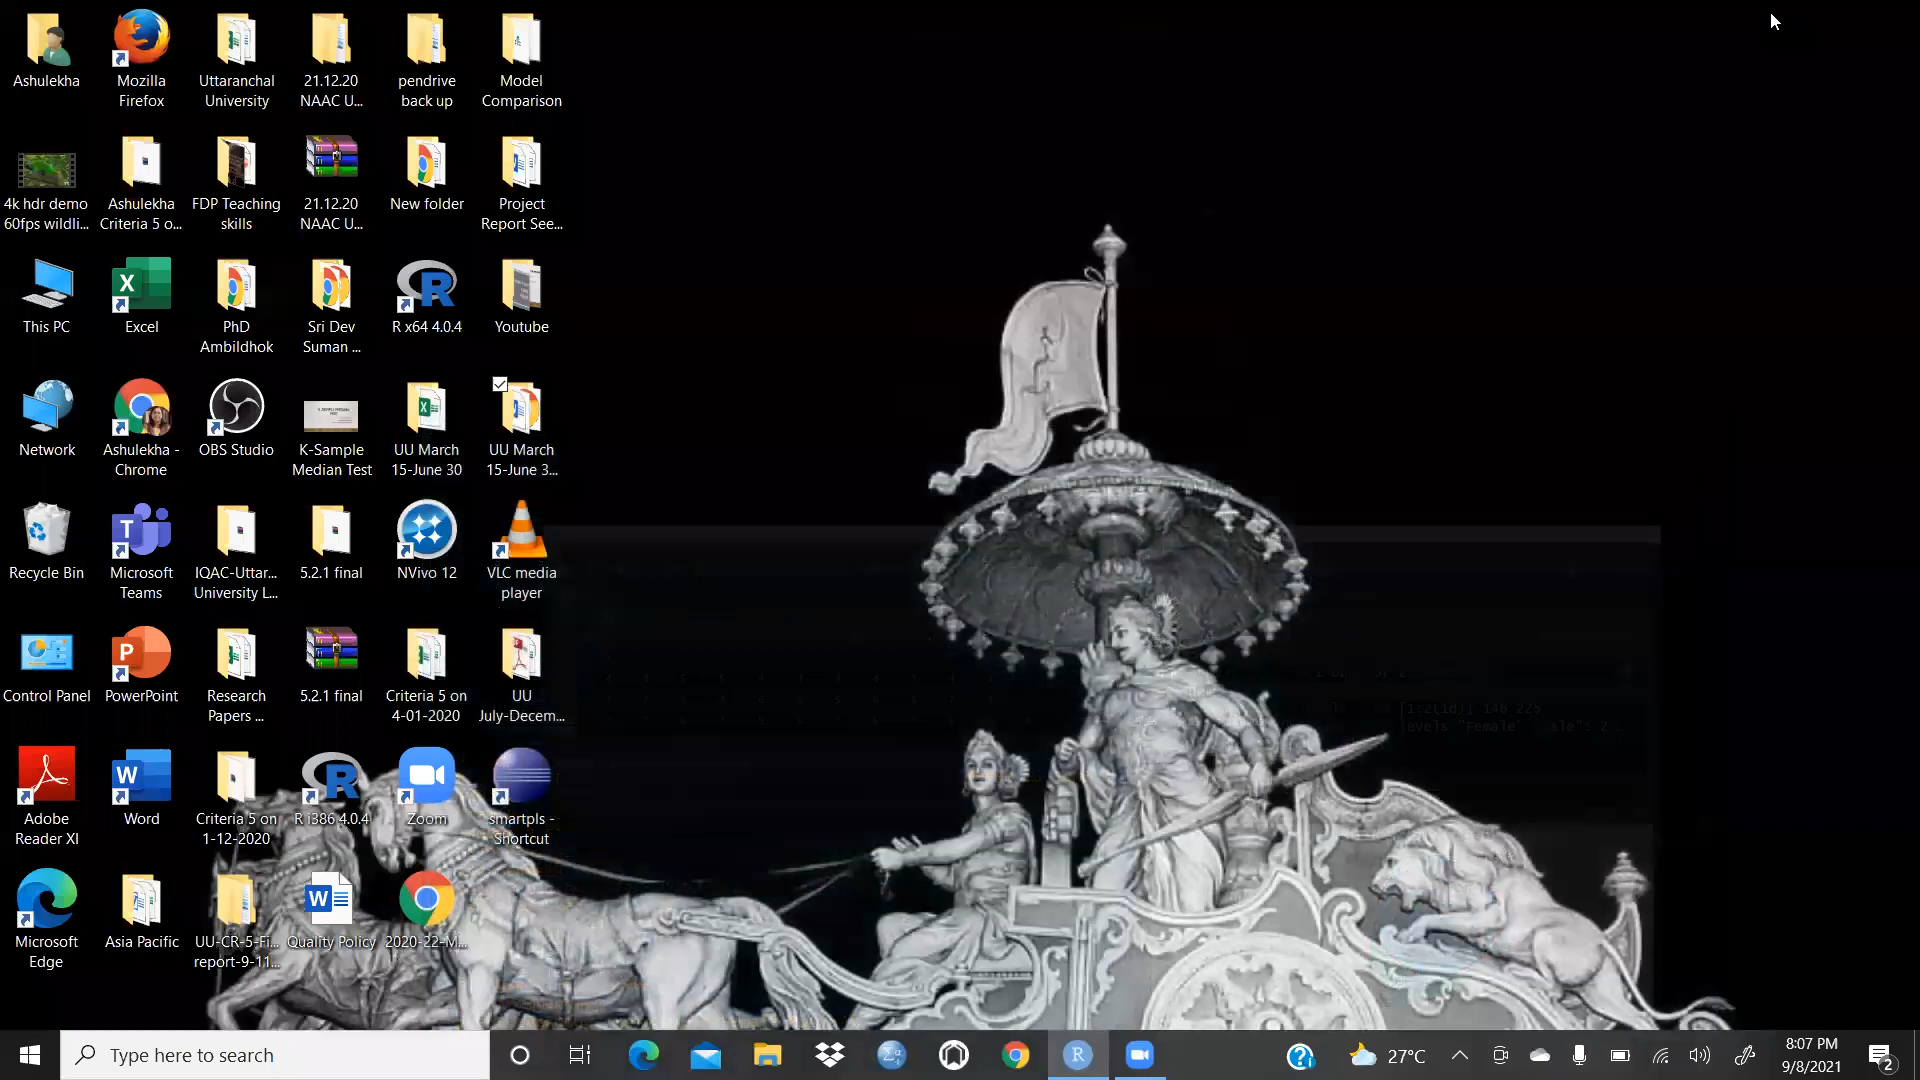 Ashulekha
Mozilla
Firefox
Uttaranchal
University
21.12.20
NAAC U...
pendrive
back up
Model
Comparison
4k hdr demo
60fps wildli...
Ashulekha
Criteria 5 o...
FDP Teaching
skills
21.12.20
NAAC U...
New folder
Project
Report See...
This PC
Excel
PhD
Ambildhok
Sri Dev
Suman ...
R x64 4.0.4
Youtube
Network
Ashulekha -
Chrome
OBS Studio
K-Sample
Median Test
UU March
15-June 30
UU March
15-June 3...
Recycle Bin
Microsoft
Teams
IQAC-Uttar...
University L...
5.2.1 final
NVivo 12
VLC media
player
Control Panel
PowerPoint
Research
Papers ...
5.2.1 final
Criteria 5 on
4-01-2020
UU
July-Decem...
Adobe
Reader XI
Word
Criteria 5 on
1-12-2020
R i386 4.0.4
Zoom
smartpls -
Shortcut
Microsoft
Edge
Asia Pacific
UU-CR-5-Fi...
report-9-11...
Quality Policy
2020-22-M...
Type here to search
27°C
8:07 PM
9/8/2021
2